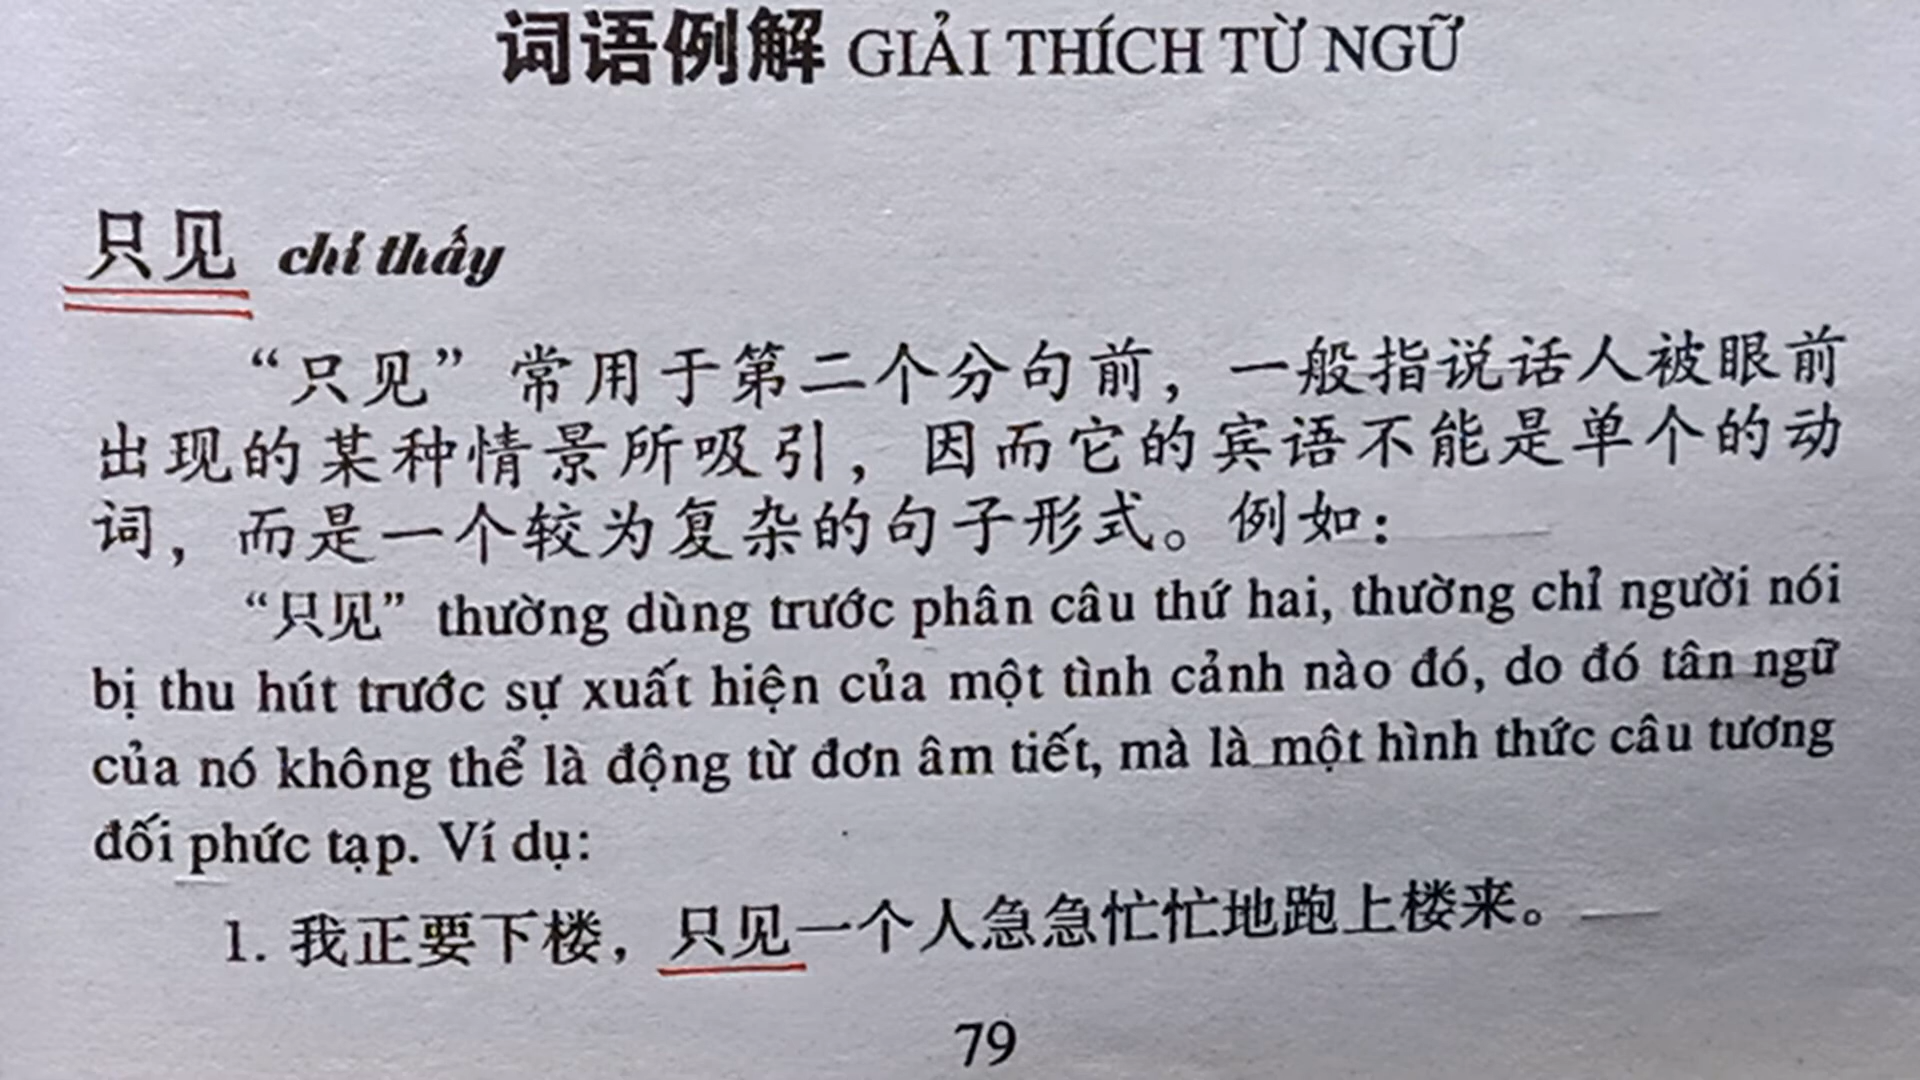 词语例解 GIẢI THÍCH TỪ NGỮ
只见 chỉ thấy
“只见”常用于第二个分句前，一般指说话人被眼前
出现的某种情景所吸引，因而它的宾语不能是单个的动
词，而是一个较为复杂的句子形式。例如：
“只见” thường dùng trước phân câu thứ hai, thường chỉ người nói
bị thu hút trước sự xuất hiện của một tình cảnh nào đó, do đó tân ngữ
của nó không thể là động từ đơn âm tiết, mà là một hình thức câu tương
đối phức tạp. Ví dụ:
1. 我正要下楼，只见一个人急急忙忙地跑上楼来。
79